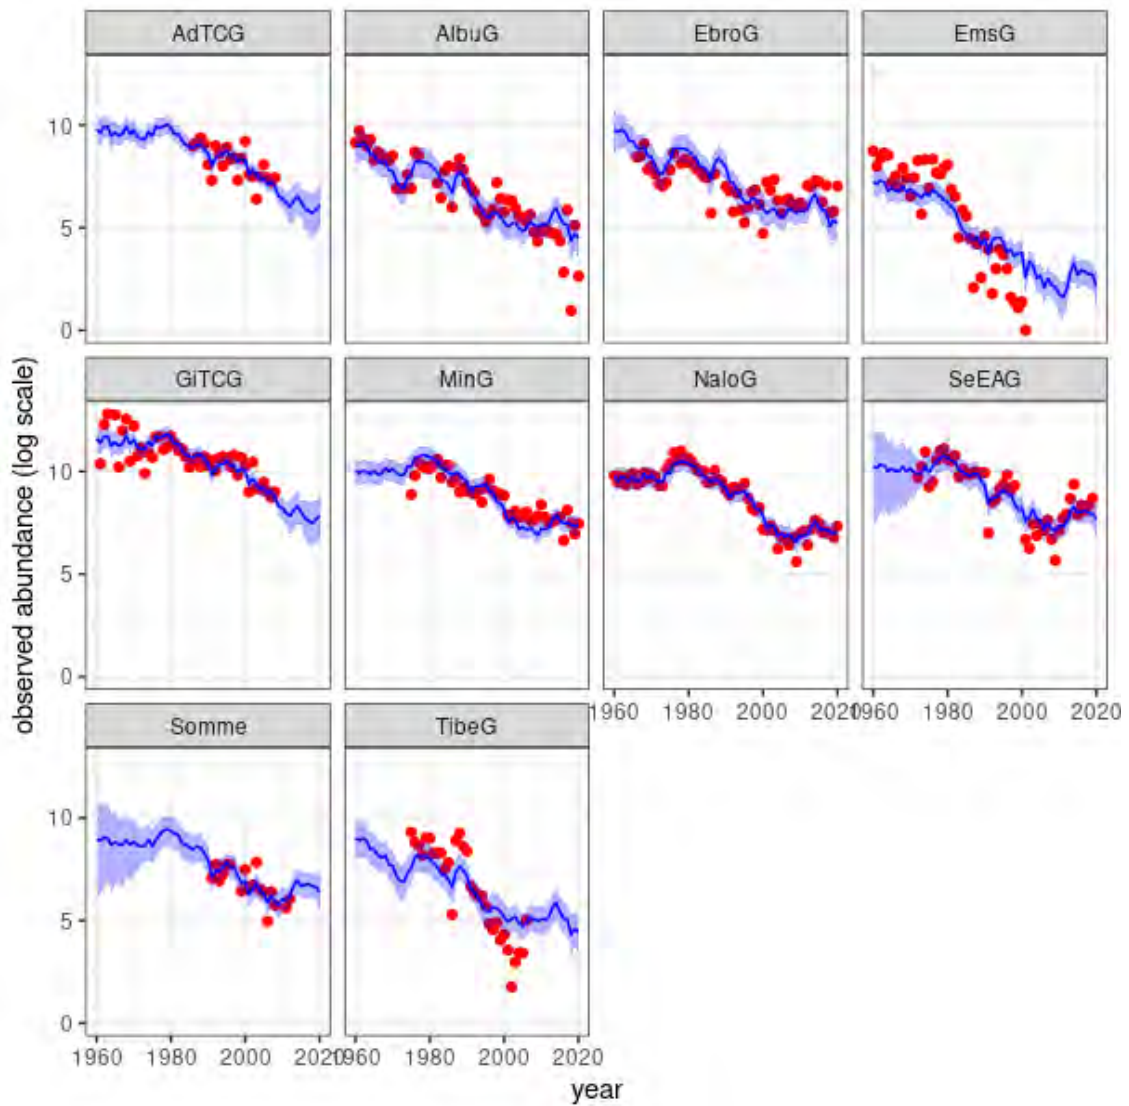 AdTCG AlbuG EbroG EmsG
10
5
0
GiTCG MinG NaloG SeEAG
10
5
0
1960 1980 2000 2020 1960 1980 2000 2020
Somme TibeG
10
5
0
1960 1980 2000 2020 1960 1980 2000 2020
year
observed abundance (log scale)